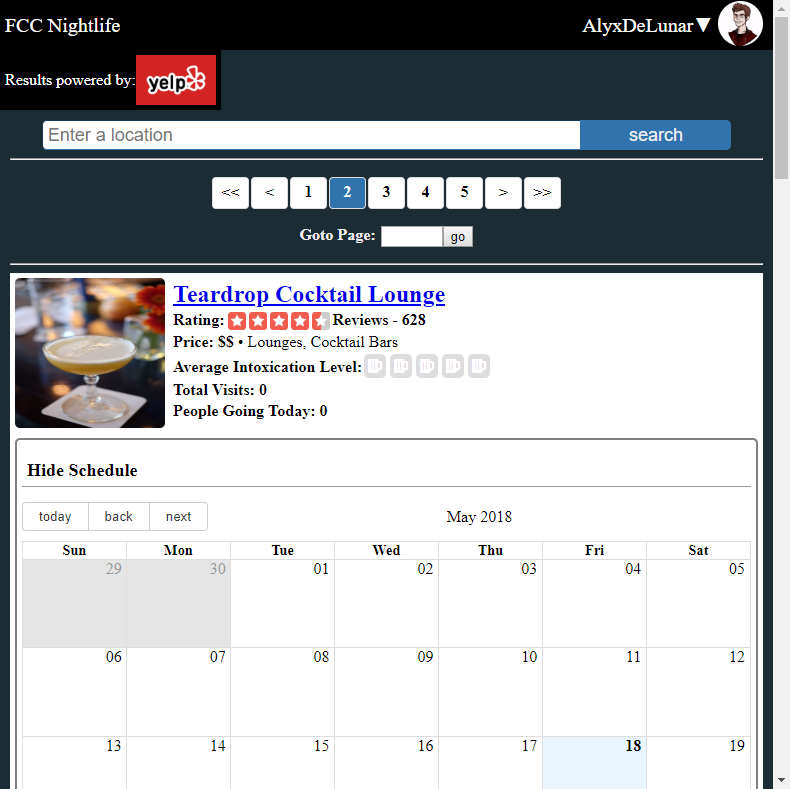 FCC Nightlife AlyxDeLunar▼
Results powered by: yelp
Enter a location search
<< < 1 2 3 4 5 > >>
Goto Page: go
Teardrop Cocktail Lounge
Rating: Reviews - 628
Price: $$ • Lounges, Cocktail Bars
Average Intoxication Level:
Total Visits: 0
People Going Today: 0
Hide Schedule
today back next May 2018
Sun Mon Tue Wed Thu Fri Sat
29 30 01 02 03 04 05
06 07 08 09 10 11 12
13 14 15 16 17 18 19